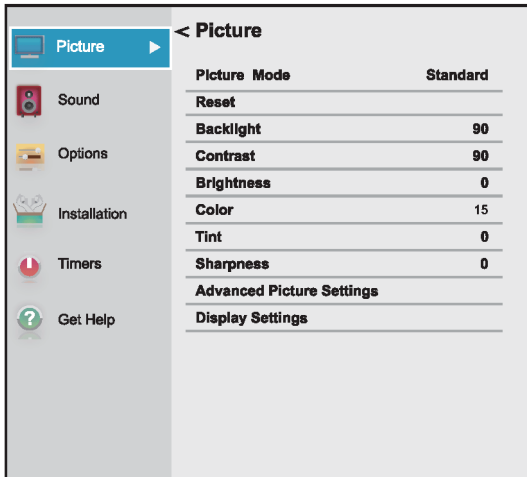 Picture
Sound
Options
Installation
Timers
Get Help
< Picture
Picture Mode Standard
Reset
Backlight 90
Contrast 90
Brightness 0
Color 15
Tint 0
Sharpness 0
Advanced Picture Settings
Display Settings